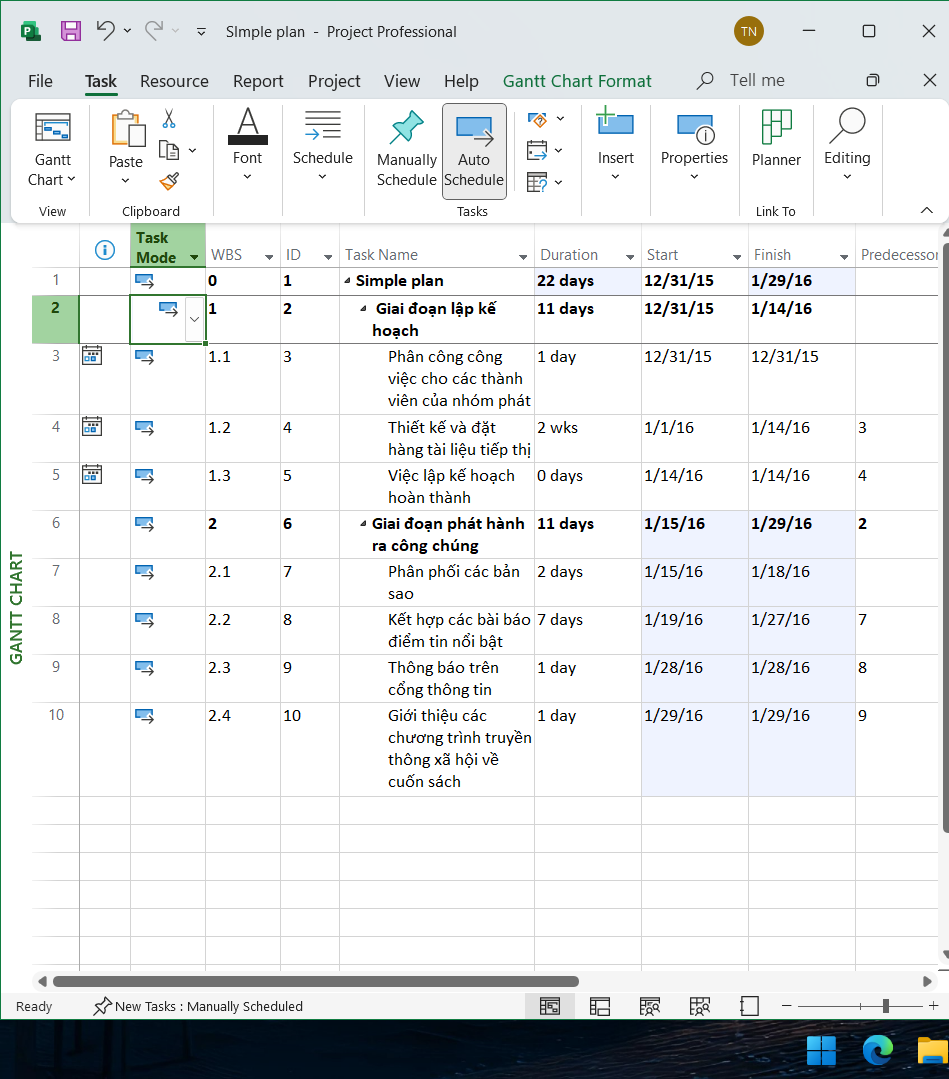 SImple plan - Project Professional
TN
File Task Resource Report Project View Help Gantt Chart Format Tell me
Gantt Chart
Paste
Font
Schedule
Manually Schedule
Auto Schedule
Insert
Properties
Planner
Editing
View Clipboard Tasks Link To
Task Mode WBS ID Task Name Duration Start Finish Predecessor
1 0 1 Simple plan 22 days 12/31/15 1/29/16
2 1 2 Giai đoạn lập kế 11 days 12/31/15 1/14/16
hoạch
3 1.1 3 Phân công công 1 day 12/31/15 12/31/15
việc cho các thành
viên của nhóm phát
4 1.2 4 Thiết kế và đặt 2 wks 1/1/16 1/14/16 3
hàng tài liệu tiếp thị
5 1.3 5 Việc lập kế hoạch 0 days 1/14/16 1/14/16 4
hoàn thành
6 2 6 Giai đoạn phát hành 11 days 1/15/16 1/29/16 2
ra công chúng
7 2.1 7 Phân phối các bản 2 days 1/15/16 1/18/16
sao
8 2.2 8 Kết hợp các bài báo 7 days 1/19/16 1/27/16 7
điểm tin nổi bật
9 2.3 9 Thông báo trên 1 day 1/28/16 1/28/16 8
cổng thông tin
10 2.4 10 Giới thiệu các 1 day 1/29/16 1/29/16 9
chương trình truyền
thông xã hội về
cuốn sách
GANTT CHART
Ready New Tasks : Manually Scheduled